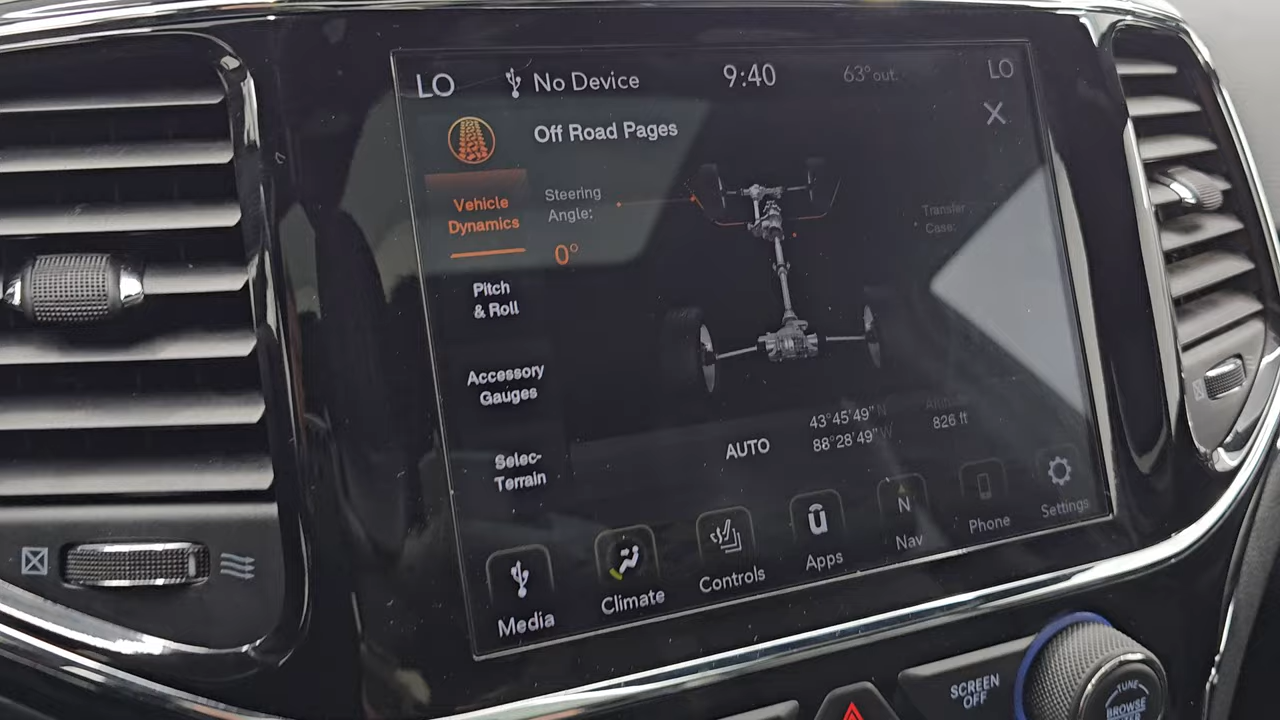 LO
No Device
9:40
63° out.
LO
Off Road Pages
Vehicle
Dynamics
Steering
Angle:
0°
Transfer
Case:
Pitch
& Roll
Accessory
Gauges
Selec-
Terrain
AUTO
43°45'49" N
88°28'49" W
826 ft
Media
Climate
Controls
Apps
N
Nav
Phone
Settings
SCREEN
OFF
TUNE
BROWSE